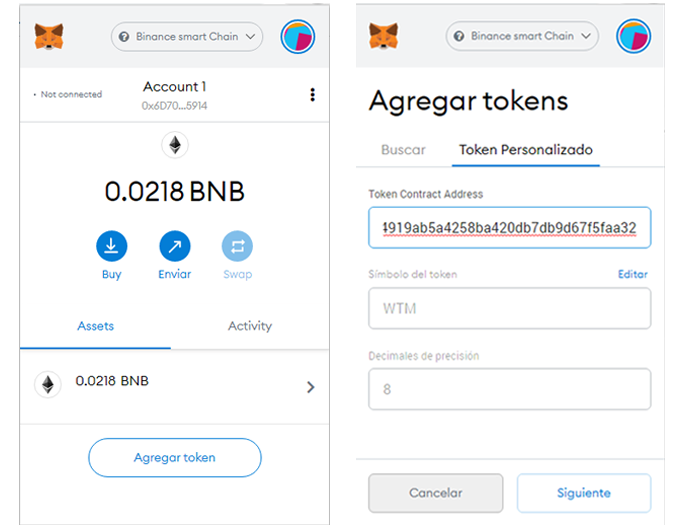 Binance smart Chain
Not connected
Account 1
0x6D70...5914
0.0218 BNB
Buy
Enviar
Swap
Assets
Activity
0.0218 BNB
Agregar token
Binance smart Chain
Agregar tokens
Buscar
Token Personalizado
Token Contract Address
4919ab5a4258ba420db7db9d67f5faa32
Símbolo del token
Editar
WTM
Decimales de precisión
8
Cancelar
Siguiente